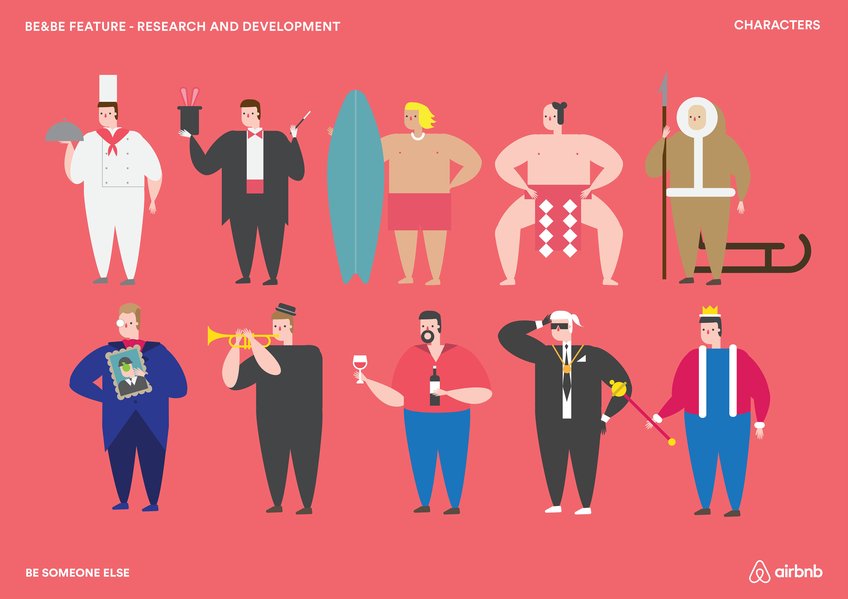 BE&BE FEATURE - RESEARCH AND DEVELOPMENT
CHARACTERS
BE SOMEONE ELSE
airbnb